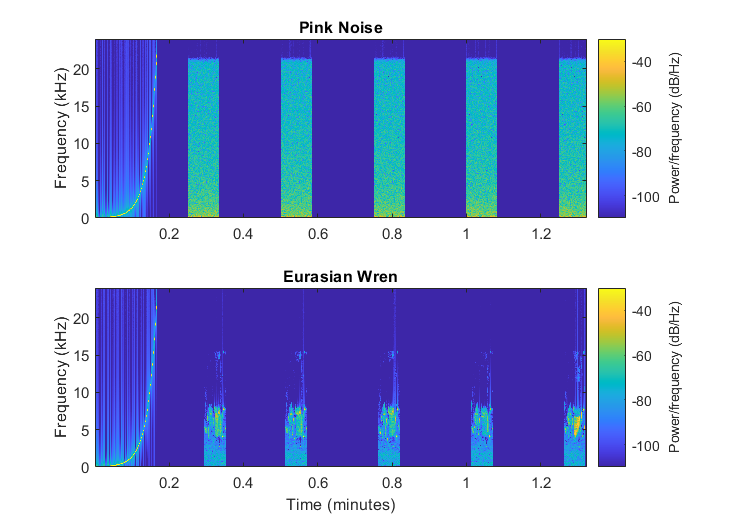 Pink Noise
Frequency (kHz)
20
15
10
5
0
0.2 0.4 0.6 0.8 1 1.2
-40
-60
-80
-100
Power/frequency (dB/Hz)
Eurasian Wren
Frequency (kHz)
20
15
10
5
0
0.2 0.4 0.6 0.8 1 1.2
Time (minutes)
-40
-60
-80
-100
Power/frequency (dB/Hz)